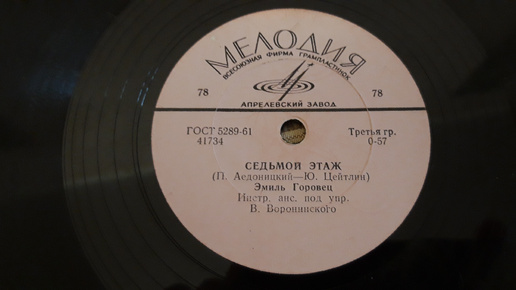 МЕЛОДИЯ
ВСЕСОЮЗНАЯ ФИРМА ГРАМПЛАСТИНОК
78 78
АПРЕЛЕВСКИЙ ЗАВОД
ГОСТ 5289-61 Третья гр.
41734 0-57
СЕДЬМОЙ ЭТАЖ
(П. Аедоницкий—Ю. Цейтлин)
Эмиль Горовец
Инстр. анс. под упр.
В.Ворошинского